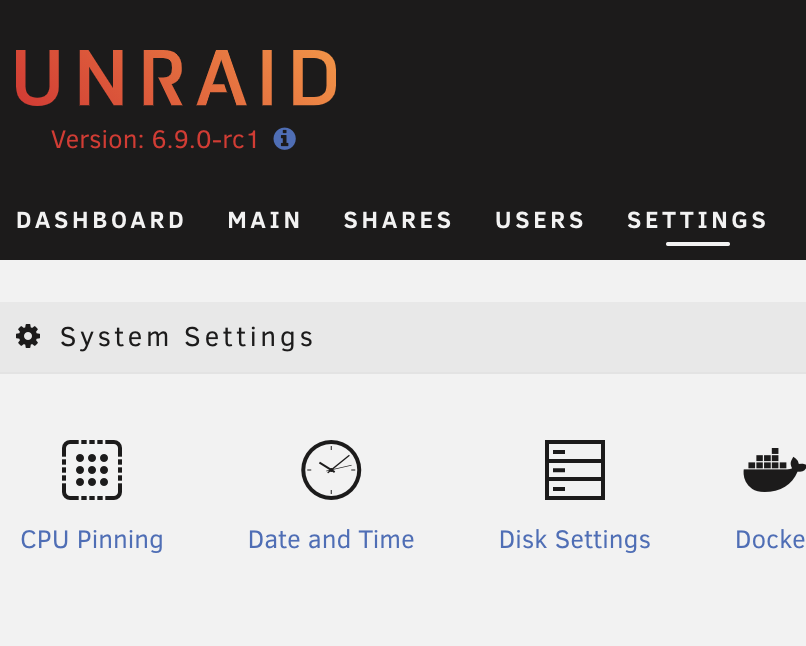 UNRAID
Version: 6.9.0-rc1
DASHBOARD MAIN SHARES USERS SETTINGS
System Settings
CPU Pinning Date and Time Disk Settings Docke